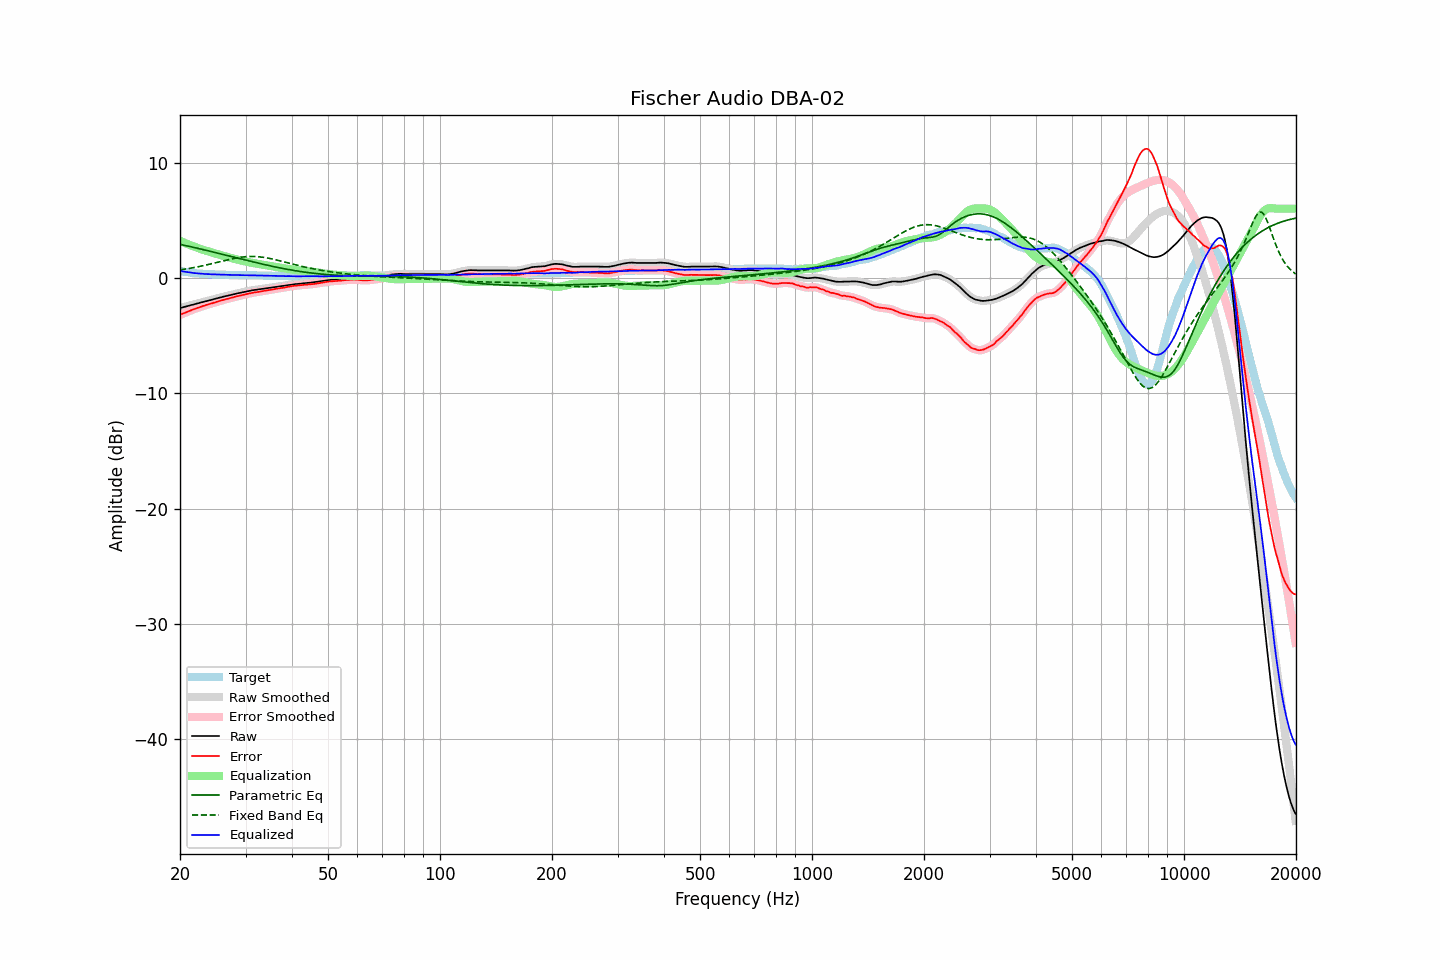 Fischer Audio DBA-02
10
0
−10
−20
−30
−40
Amplitude (dBr)
Target
Raw Smoothed
Error Smoothed
Raw
Error
Equalization
Parametric Eq
Fixed Band Eq
Equalized
20 50 100 200 500 1000 2000 5000 10000 20000
Frequency (Hz)